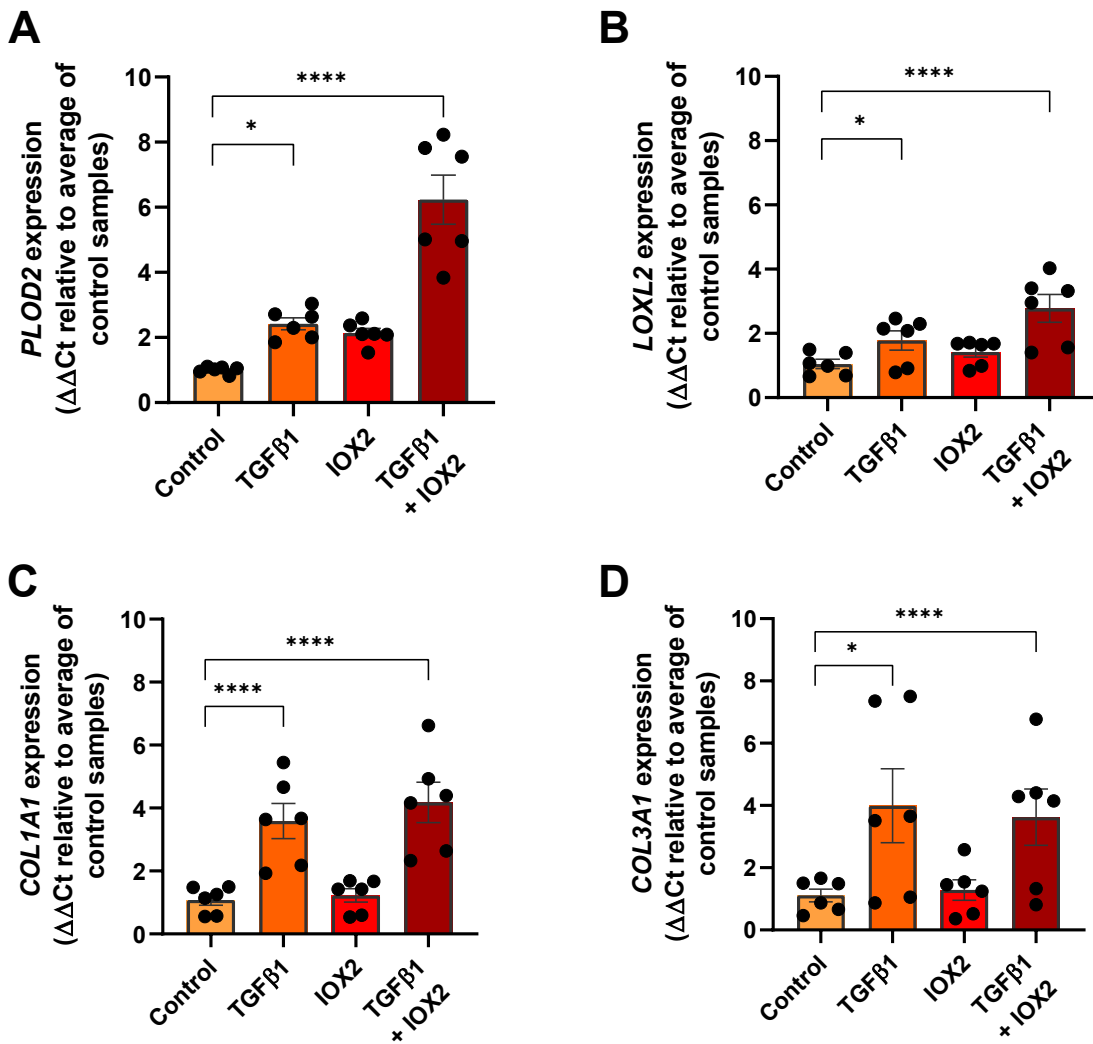 A
PLOD2 expression
(ΔΔCt relative to average of
control samples)
10
8
6
4
2
0
****
*
Control
TGFβ1
IOX2
TGFβ1
+ IOX2
B
LOXL2 expression
(ΔΔCt relative to average of
control samples)
10
8
6
4
2
0
****
*
Control
TGFβ1
IOX2
TGFβ1
+ IOX2
C
COL1A1 expression
(ΔΔCt relative to average of
control samples)
10
8
6
4
2
0
****
****
Control
TGFβ1
IOX2
TGFβ1
+ IOX2
D
COL3A1 expression
(ΔΔCt relative to average of
control samples)
10
8
6
4
2
0
****
*
Control
TGFβ1
IOX2
TGFβ1
+ IOX2